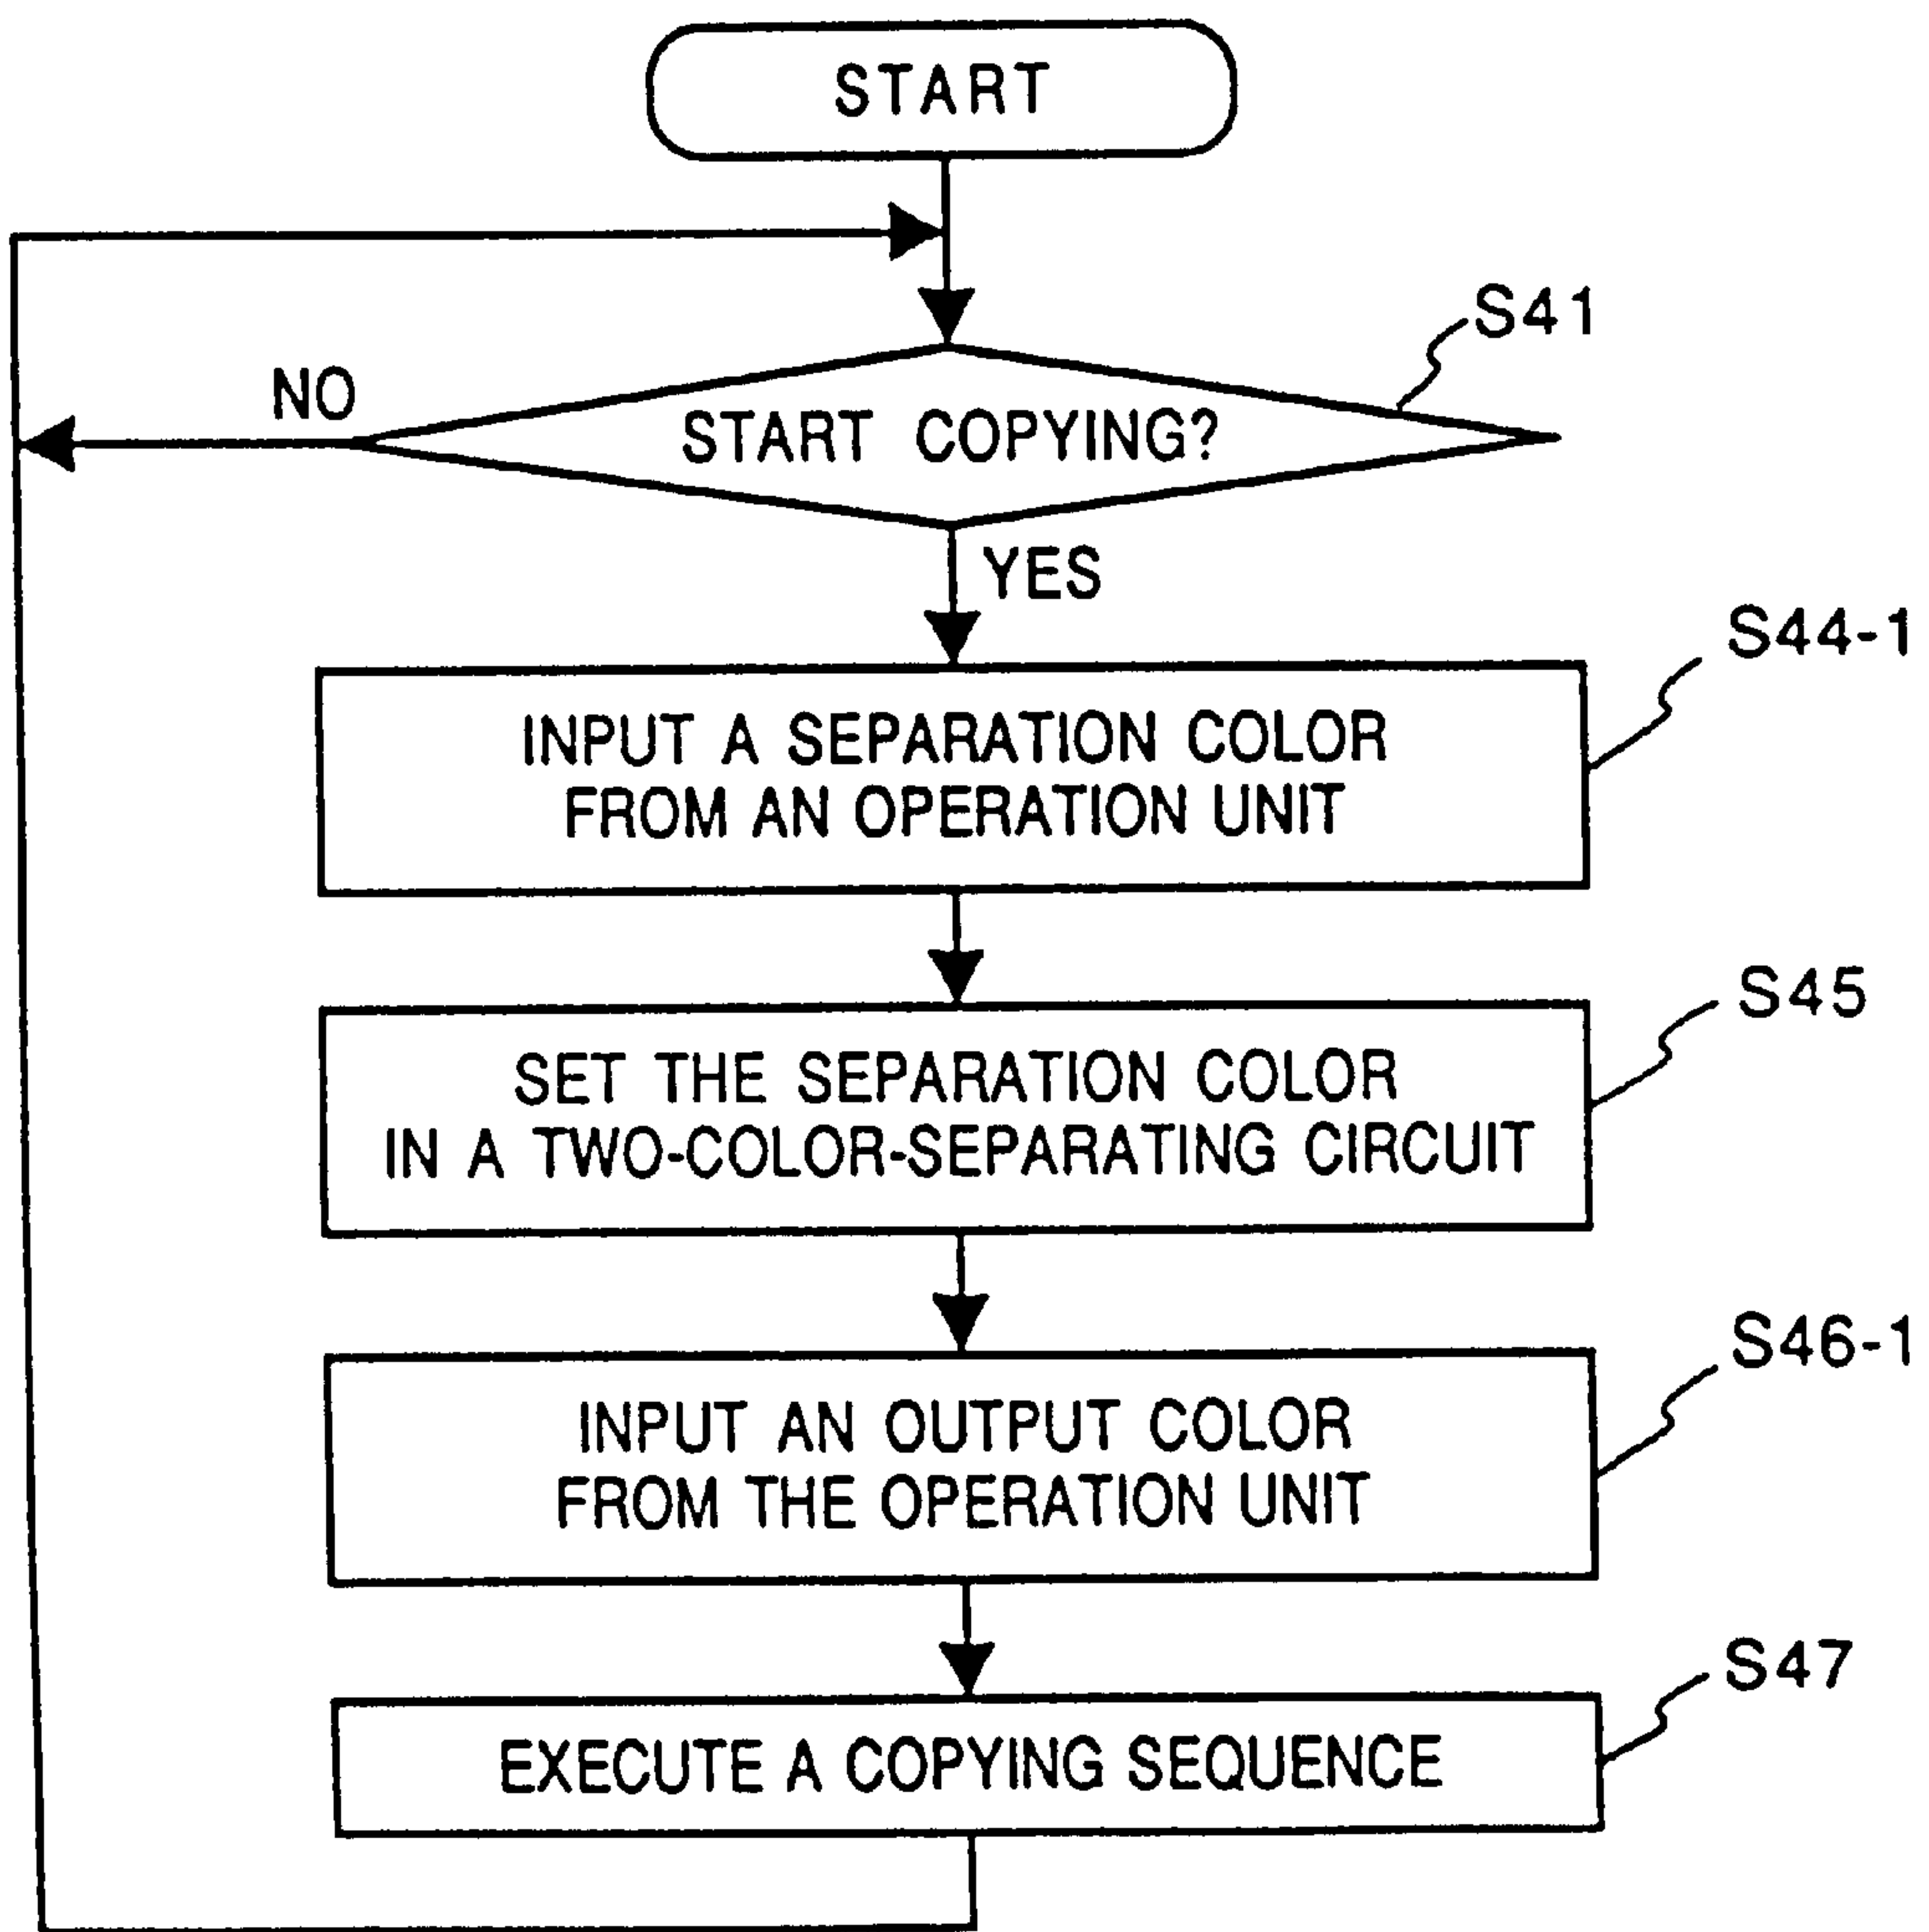 START
S41
NO
START COPYING?
YES
S44-1
INPUT A SEPARATION COLOR
FROM AN OPERATION UNIT
S45
SET THE SEPARATION COLOR
IN A TWO-COLOR-SEPARATING CIRCUIT
S46-1
INPUT AN OUTPUT COLOR
FROM THE OPERATION UNIT
S47
EXECUTE A COPYING SEQUENCE